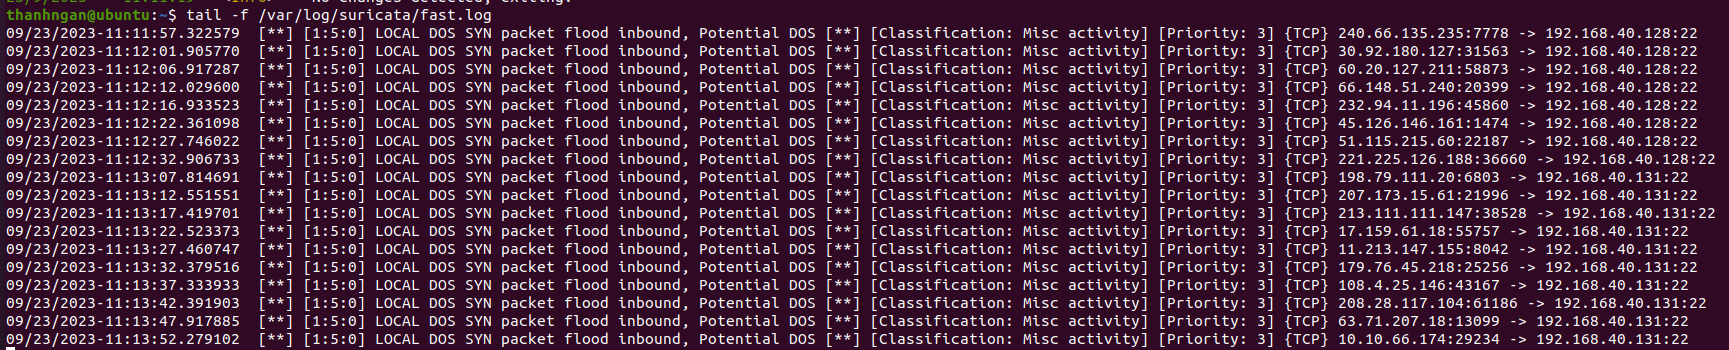 thanhngan@ubuntu:~$ tail -f /var/log/suricata/fast.log
09/23/2023-11:11:57.322579  [**] [1:5:0] LOCAL DOS SYN packet flood inbound, Potential DOS [**] [Classification: Misc activity] [Priority: 3] {TCP} 240.66.135.235:7778 -> 192.168.40.128:22
09/23/2023-11:12:01.905770  [**] [1:5:0] LOCAL DOS SYN packet flood inbound, Potential DOS [**] [Classification: Misc activity] [Priority: 3] {TCP} 30.92.180.127:31563 -> 192.168.40.128:22
09/23/2023-11:12:06.917287  [**] [1:5:0] LOCAL DOS SYN packet flood inbound, Potential DOS [**] [Classification: Misc activity] [Priority: 3] {TCP} 60.20.127.211:58873 -> 192.168.40.128:22
09/23/2023-11:12:12.029600  [**] [1:5:0] LOCAL DOS SYN packet flood inbound, Potential DOS [**] [Classification: Misc activity] [Priority: 3] {TCP} 66.148.51.240:20399 -> 192.168.40.128:22
09/23/2023-11:12:16.933523  [**] [1:5:0] LOCAL DOS SYN packet flood inbound, Potential DOS [**] [Classification: Misc activity] [Priority: 3] {TCP} 232.94.11.196:45860 -> 192.168.40.128:22
09/23/2023-11:12:22.361098  [**] [1:5:0] LOCAL DOS SYN packet flood inbound, Potential DOS [**] [Classification: Misc activity] [Priority: 3] {TCP} 45.126.146.161:1474 -> 192.168.40.128:22
09/23/2023-11:12:27.746022  [**] [1:5:0] LOCAL DOS SYN packet flood inbound, Potential DOS [**] [Classification: Misc activity] [Priority: 3] {TCP} 51.115.215.60:22187 -> 192.168.40.128:22
09/23/2023-11:12:32.906733  [**] [1:5:0] LOCAL DOS SYN packet flood inbound, Potential DOS [**] [Classification: Misc activity] [Priority: 3] {TCP} 221.225.126.188:36660 -> 192.168.40.128:22
09/23/2023-11:13:07.814691  [**] [1:5:0] LOCAL DOS SYN packet flood inbound, Potential DOS [**] [Classification: Misc activity] [Priority: 3] {TCP} 198.79.111.20:6803 -> 192.168.40.131:22
09/23/2023-11:13:12.551551  [**] [1:5:0] LOCAL DOS SYN packet flood inbound, Potential DOS [**] [Classification: Misc activity] [Priority: 3] {TCP} 207.173.15.61:21996 -> 192.168.40.131:22
09/23/2023-11:13:17.419701  [**] [1:5:0] LOCAL DOS SYN packet flood inbound, Potential DOS [**] [Classification: Misc activity] [Priority: 3] {TCP} 213.111.111.147:38528 -> 192.168.40.131:22
09/23/2023-11:13:22.523373  [**] [1:5:0] LOCAL DOS SYN packet flood inbound, Potential DOS [**] [Classification: Misc activity] [Priority: 3] {TCP} 17.159.61.18:55757 -> 192.168.40.131:22
09/23/2023-11:13:27.460747  [**] [1:5:0] LOCAL DOS SYN packet flood inbound, Potential DOS [**] [Classification: Misc activity] [Priority: 3] {TCP} 11.213.147.155:8042 -> 192.168.40.131:22
09/23/2023-11:13:32.379516  [**] [1:5:0] LOCAL DOS SYN packet flood inbound, Potential DOS [**] [Classification: Misc activity] [Priority: 3] {TCP} 179.76.45.218:25256 -> 192.168.40.131:22
09/23/2023-11:13:37.333933  [**] [1:5:0] LOCAL DOS SYN packet flood inbound, Potential DOS [**] [Classification: Misc activity] [Priority: 3] {TCP} 108.4.25.146:43167 -> 192.168.40.131:22
09/23/2023-11:13:42.391903  [**] [1:5:0] LOCAL DOS SYN packet flood inbound, Potential DOS [**] [Classification: Misc activity] [Priority: 3] {TCP} 208.28.117.104:61186 -> 192.168.40.131:22
09/23/2023-11:13:47.917885  [**] [1:5:0] LOCAL DOS SYN packet flood inbound, Potential DOS [**] [Classification: Misc activity] [Priority: 3] {TCP} 63.71.207.18:13099 -> 192.168.40.131:22
09/23/2023-11:13:52.279102  [**] [1:5:0] LOCAL DOS SYN packet flood inbound, Potential DOS [**] [Classification: Misc activity] [Priority: 3] {TCP} 10.10.66.174:29234 -> 192.168.40.131:22